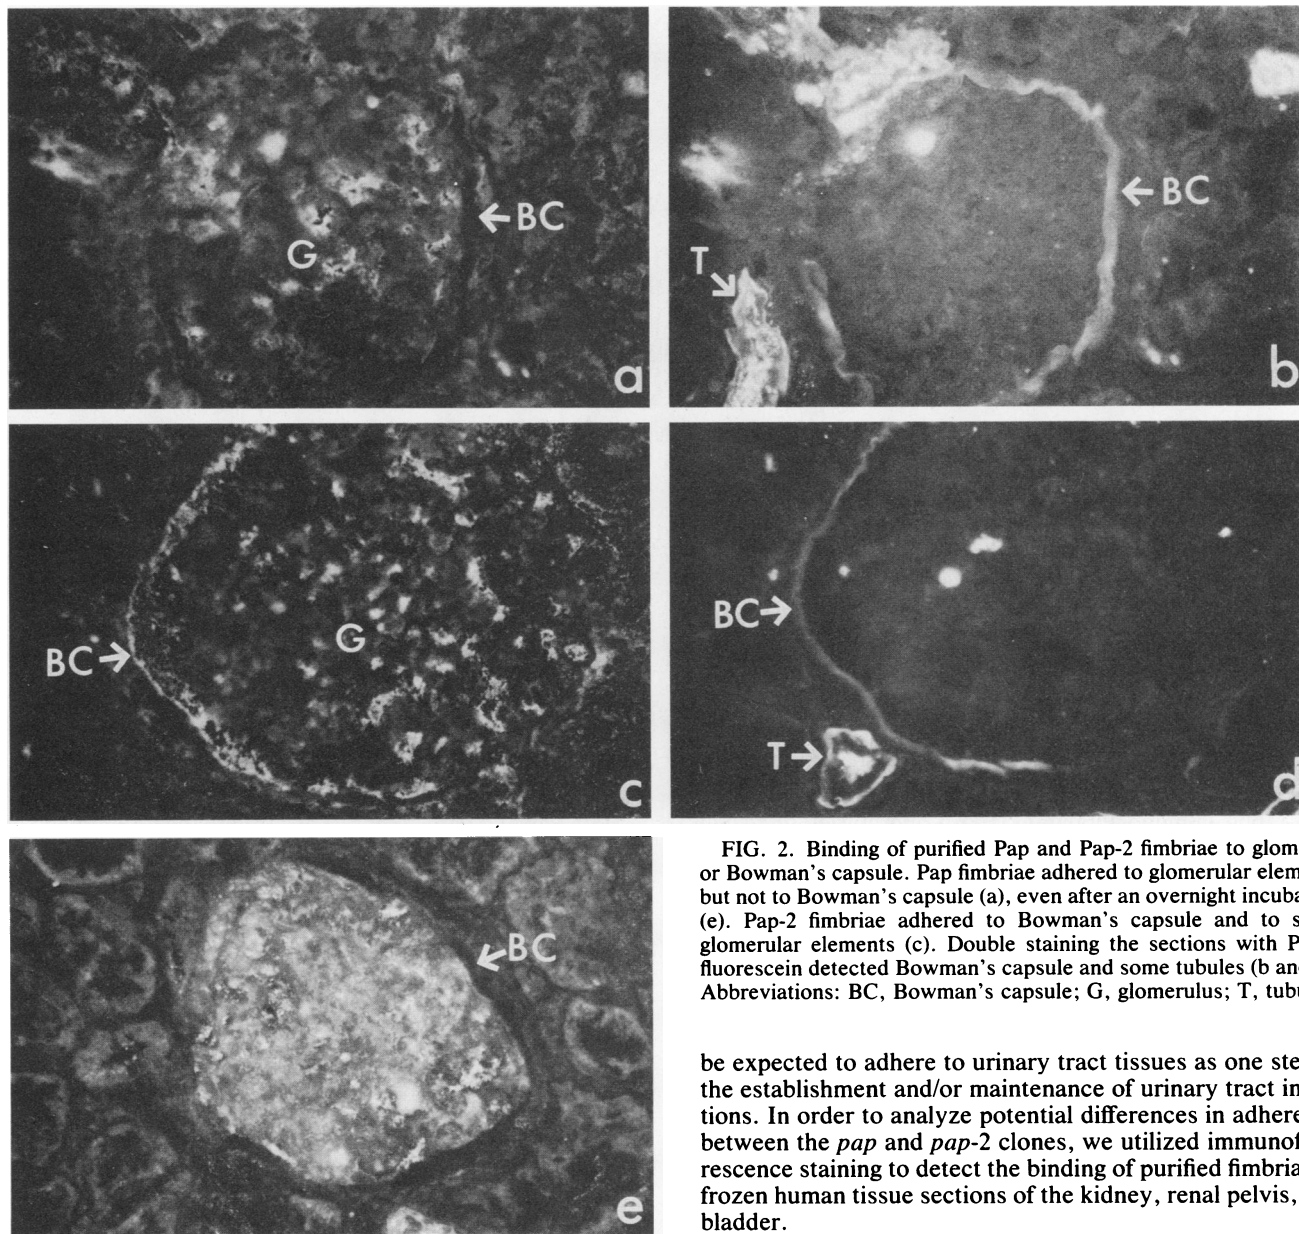 G
BC
a
T
BC
b
BC
G
c
BC
T
d
BC
e
FIG. 2. Binding of purified Pap and Pap-2 fimbriae to glom
or Bowman's capsule. Pap fimbriae adhered to glomerular elem
but not to Bowman's capsule (a), even after an overnight incuba
(e). Pap-2 fimbriae adhered to Bowman's capsule and to s
glomerular elements (c). Double staining the sections with P
fluorescein detected Bowman's capsule and some tubules (b an
Abbreviations: BC, Bowman's capsule; G, glomerulus; T, tubu
be expected to adhere to urinary tract tissues as one ste
the establishment and/or maintenance of urinary tract in
tions. In order to analyze potential differences in adhere
between the pap and pap-2 clones, we utilized immunof
rescence staining to detect the binding of purified fimbria
frozen human tissue sections of the kidney, renal pelvis,
bladder.